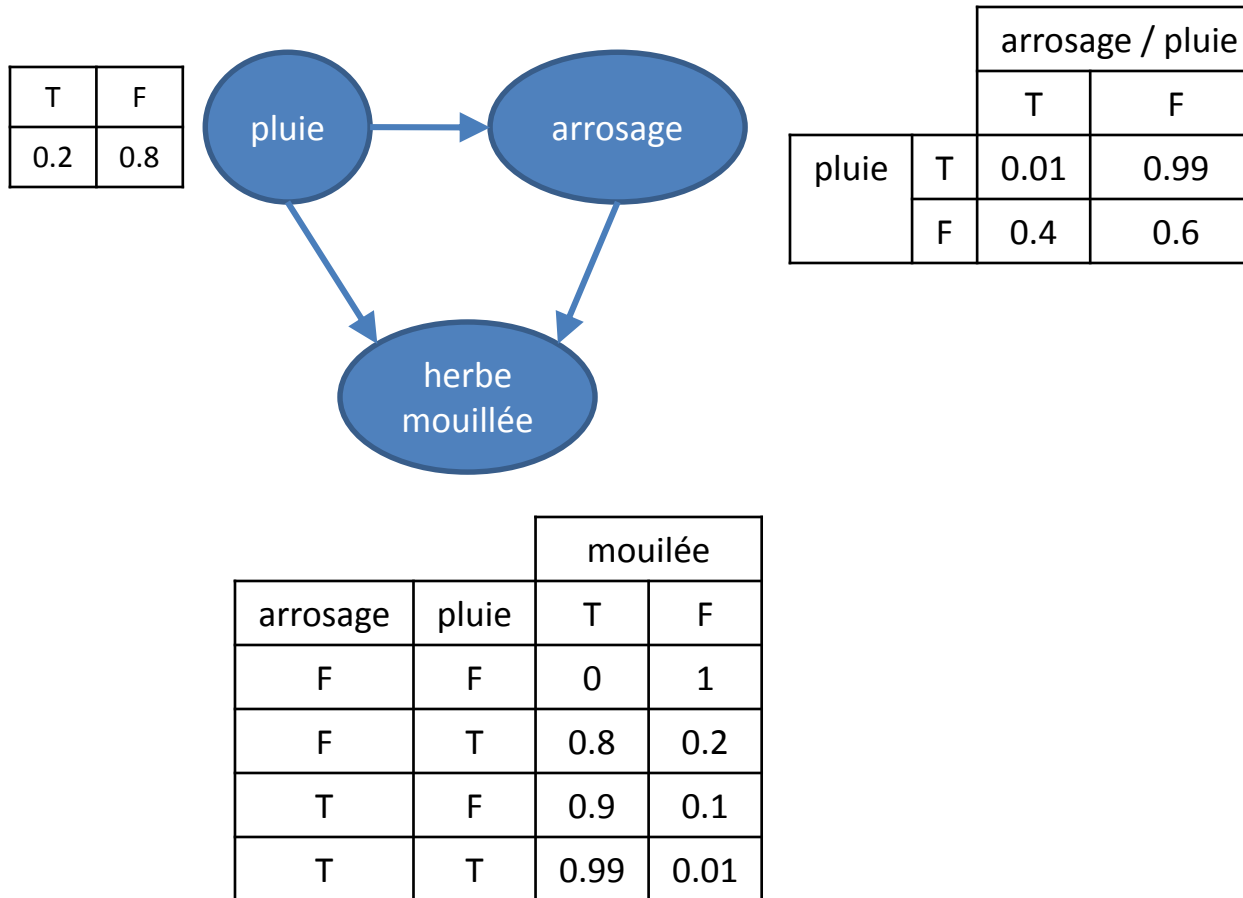 arrosage / pluie
T F
0.2 0.8
pluie
arrosage
T F
pluie T 0.01 0.99
F 0.4 0.6
herbe
mouillée
mouilée
arrosage pluie T F
F F 0 1
F T 0.8 0.2
T F 0.9 0.1
T T 0.99 0.01